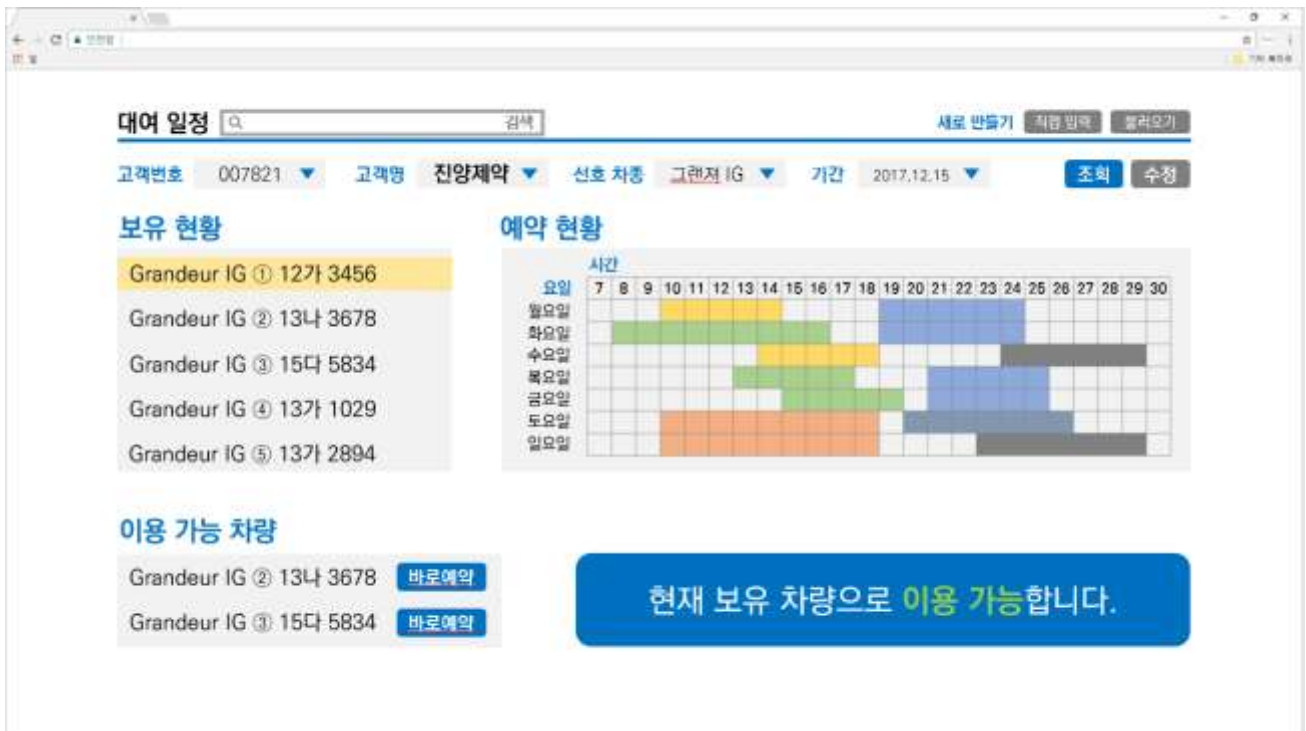 대여 일정 검색 새로 만들기 직접 입력 불러오기
고객번호 007821 ▼ 고객명 진양제약 ▼ 선호 차종 그랜져 IG ▼ 기간 2017.12.15 ▼ 조회 수정
보유 현황
Grandeur IG ① 12가 3456
Grandeur IG ② 13나 3678
Grandeur IG ③ 15다 5834
Grandeur IG ④ 13가 1029
Grandeur IG ⑤ 13가 2894
예약 현황
시간
요일 7 8 9 10 11 12 13 14 15 16 17 18 19 20 21 22 23 24 25 26 27 28 29 30
월요일
화요일
수요일
목요일
금요일
토요일
일요일
이용 가능 차량
Grandeur IG ② 13나 3678 바로예약
Grandeur IG ③ 15다 5834 바로예약
현재 보유 차량으로 이용 가능합니다.